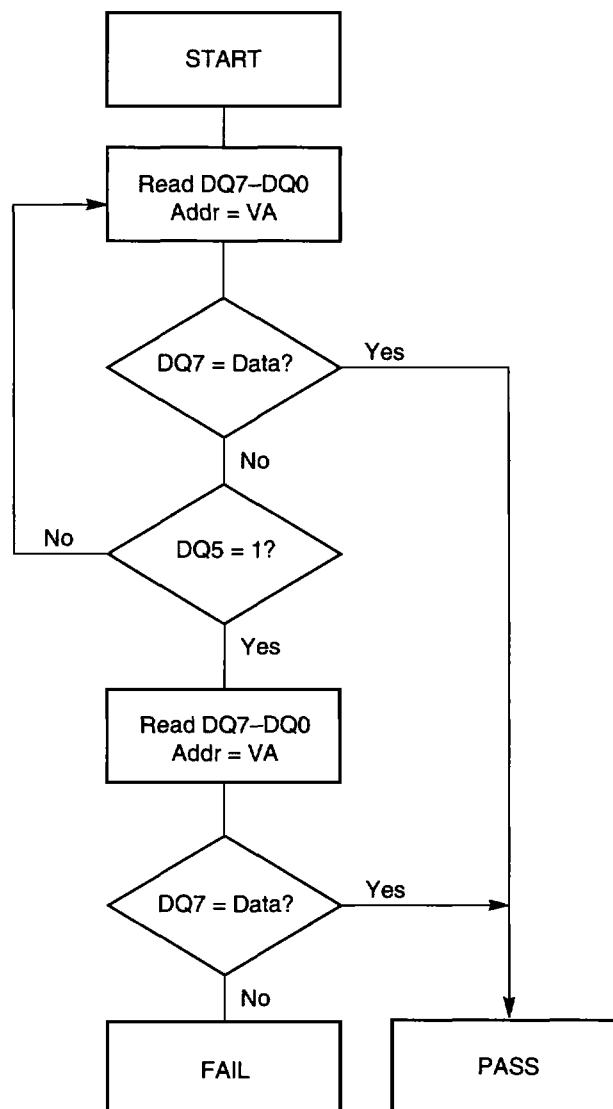 START
Read DQ7–DQ0
Addr = VA
DQ7 = Data?
Yes
No
No
DQ5 = 1?
Yes
Read DQ7–DQ0
Addr = VA
DQ7 = Data?
Yes
No
FAIL
PASS